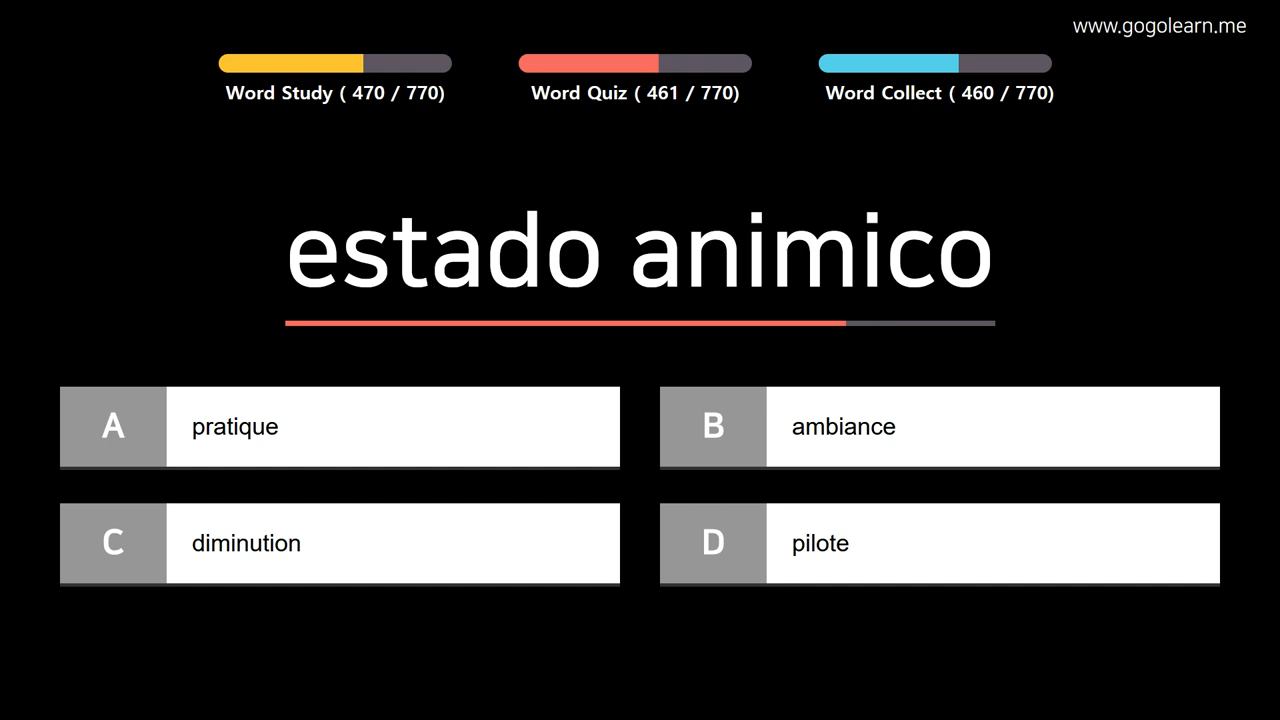 www.gogolearn.me
Word Study ( 470 / 770)
Word Quiz ( 461 / 770)
Word Collect ( 460 / 770)
estado animico
A
pratique
B
ambiance
C
diminution
D
pilote